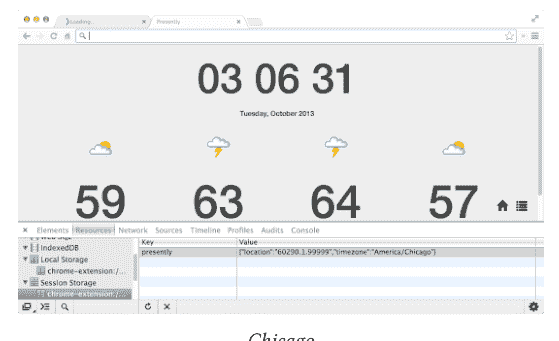 Loading...
Presently
03 06 31
Tuesday, October 2013
59 63 64 57
Elements Resources Network Sources Timeline Profiles Audits Console
Key Value
IndexedDB
presently {"location":"60290.1.99999","timezone":"America/Chicago"}
Local Storage
chrome-extension:/...
Session Storage
chrome-extension:/...
Chicago